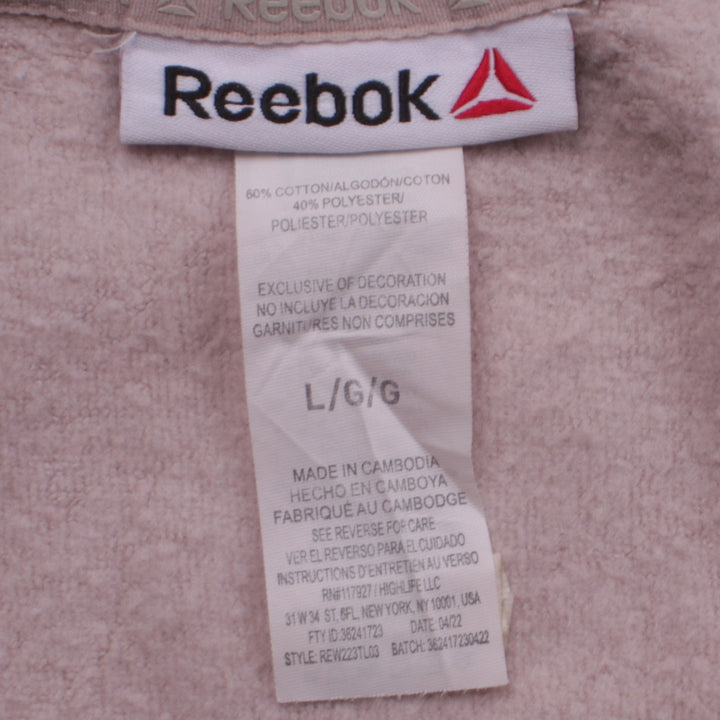 Reebok
Reebok
60% COTTON/ALGODÓN/COTON
40% POLYESTER/
POLIESTER/POLYESTER
EXCLUSIVE OF DECORATION
NO INCLUYE LA DECORACION
GARNITURES NON COMPRISES
L/G/G
MADE IN CAMBODIA
HECHO EN CAMBOYA
FABRIQUÉ AU CAMBODGE
SEE REVERSE FOR CARE
VER EL REVERSO PARA EL CUIDADO
INSTRUCTIONS D'ENTRETIEN AU VERSO
RN#117927 / HIGHLIFE LLC
31 W 34 ST, 6FL, NEW YORK, NY 10001, USA
FTY ID:36241723 DATE: 04/22
STYLE: REW223TL03 BATCH: 362417230422